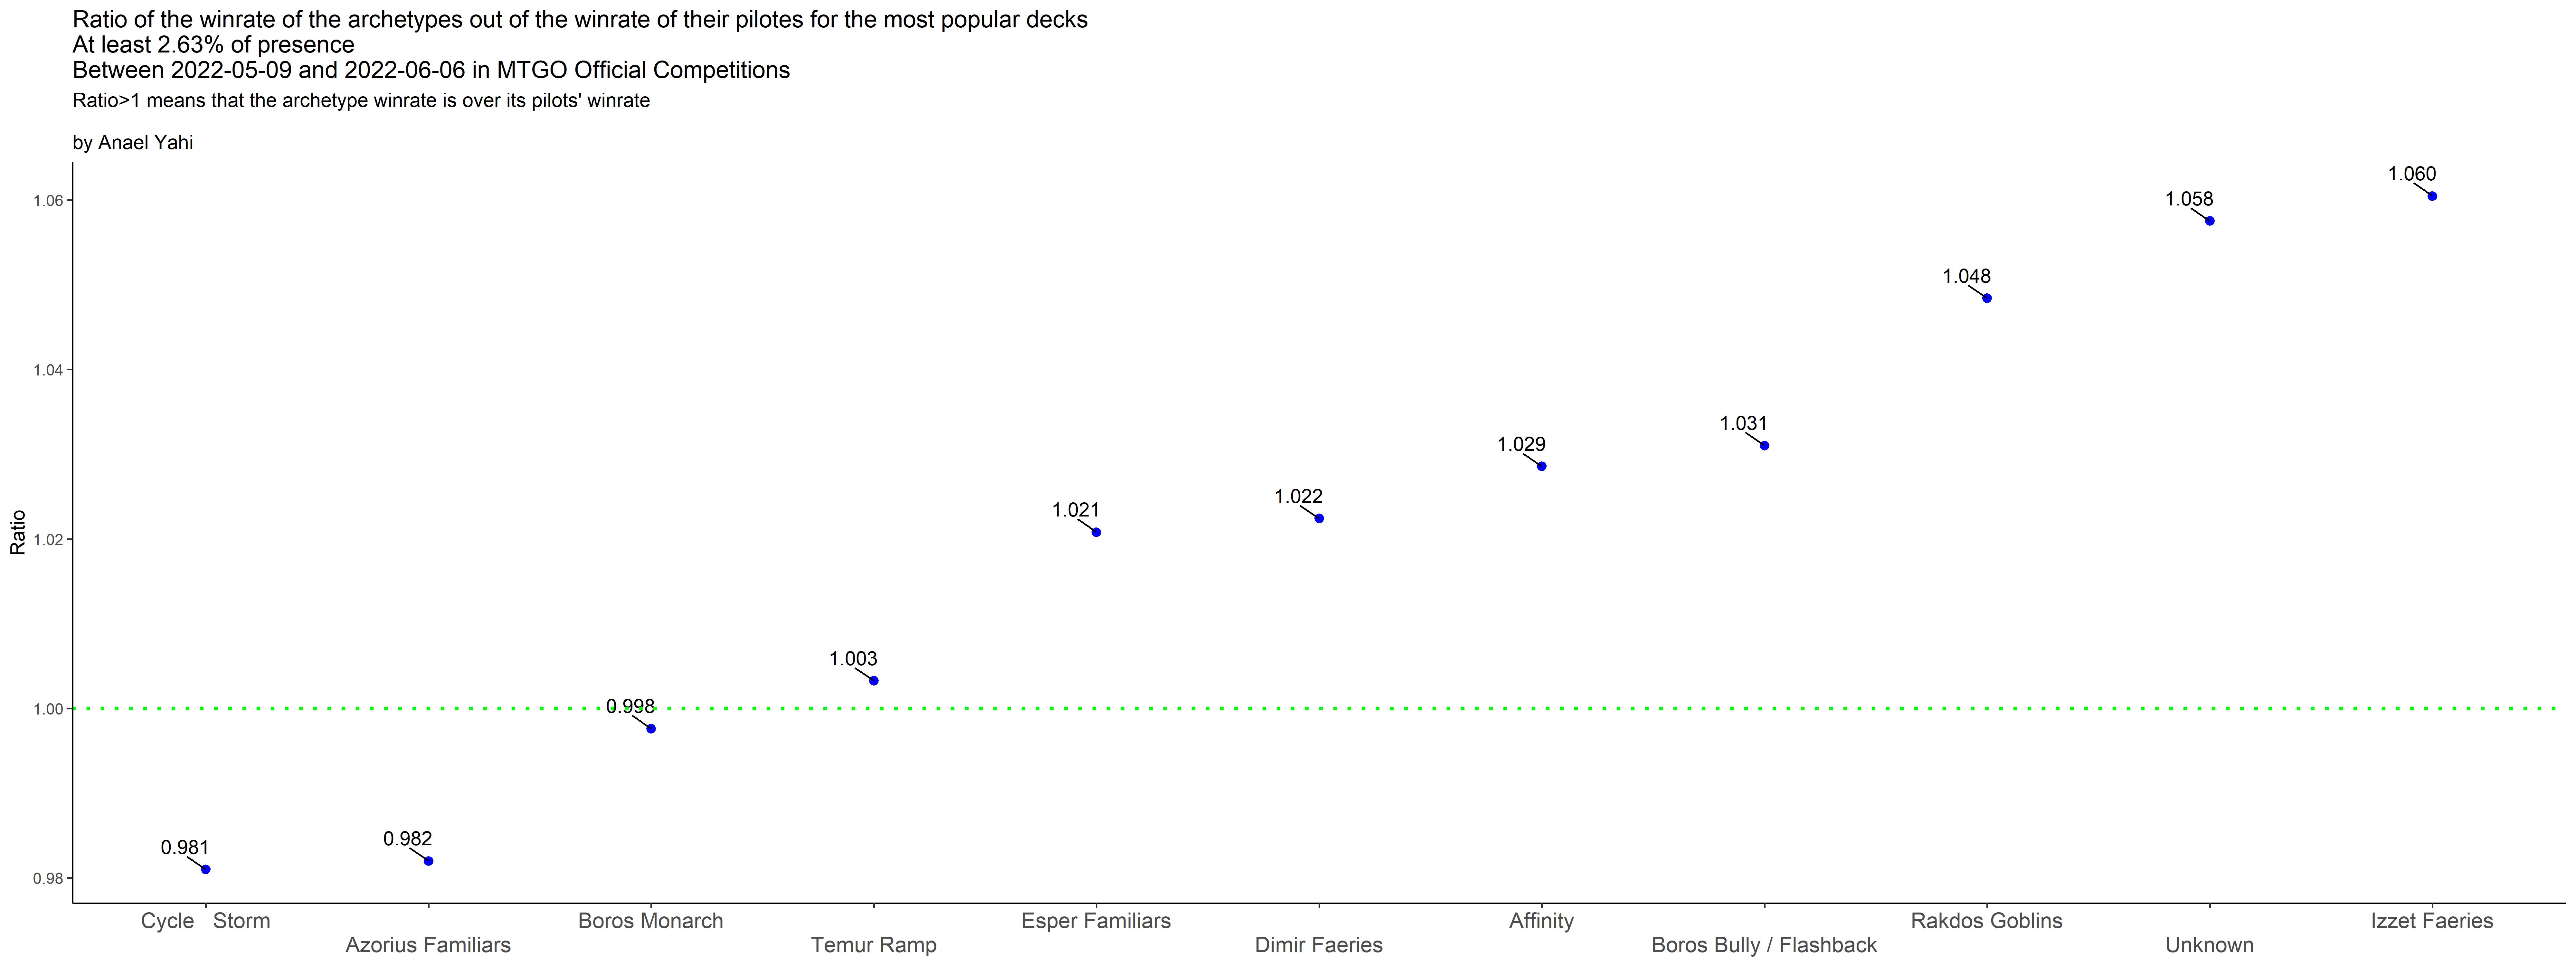 Ratio of the winrate of the archetypes out of the winrate of their pilotes for the most popular decks
At least 2.63% of presence
Between 2022-05-09 and 2022-06-06 in MTGO Official Competitions
Ratio>1 means that the archetype winrate is over its pilots' winrate
by Anael Yahi
1.06
1.04
1.02
1.00
0.98
Ratio
0.981
0.982
0.998
1.003
1.021
1.022
1.029
1.031
1.048
1.058
1.060
Cycle Storm
Azorius Familiars
Boros Monarch
Temur Ramp
Esper Familiars
Dimir Faeries
Affinity
Boros Bully / Flashback
Rakdos Goblins
Unknown
Izzet Faeries